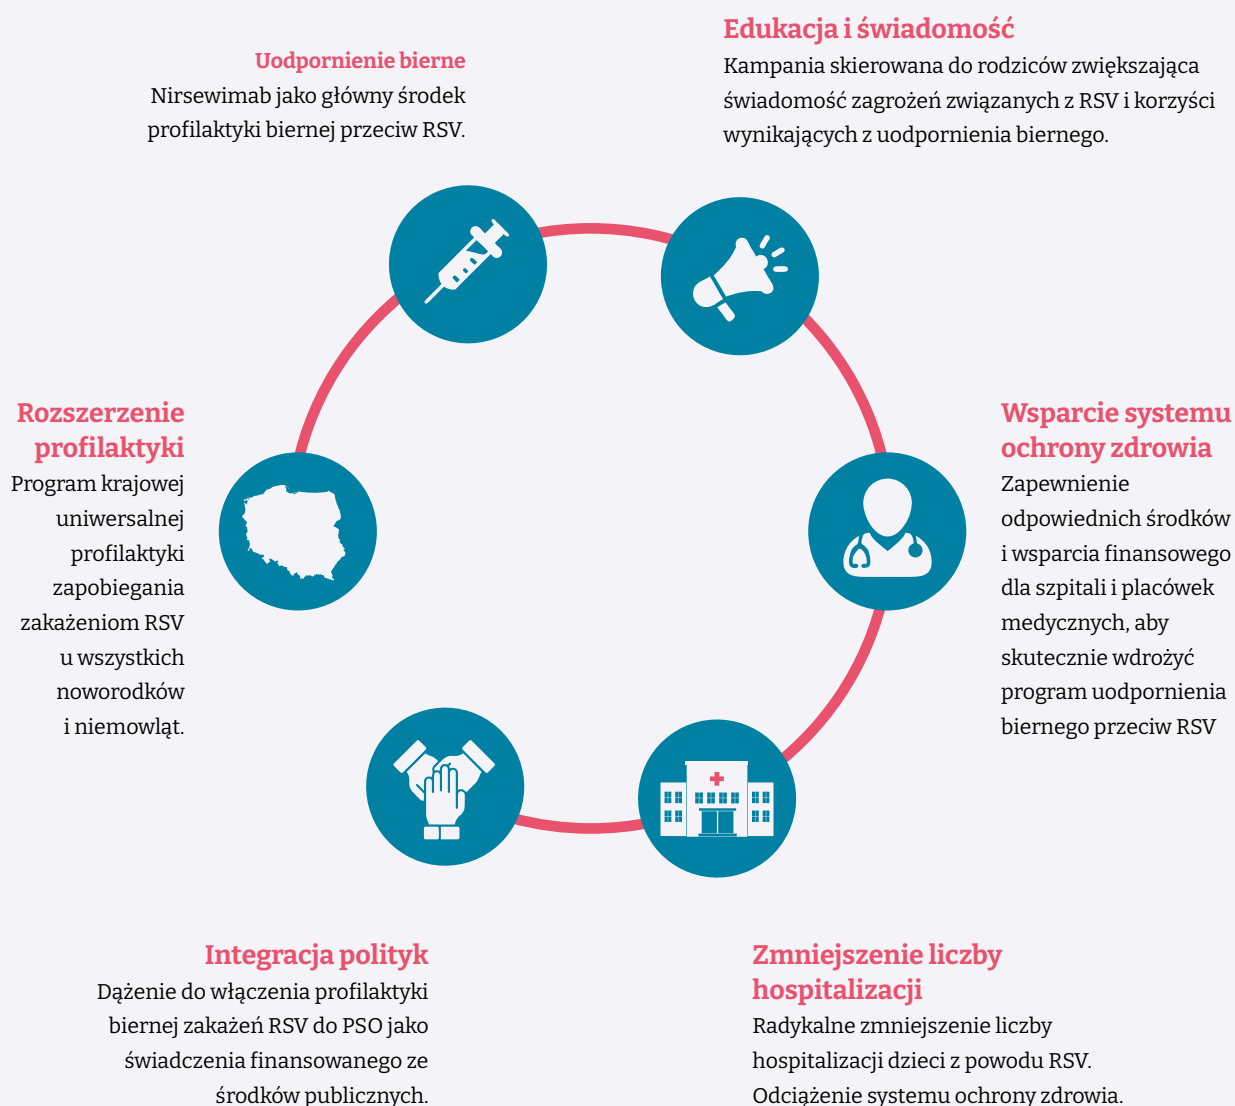 Uodpornienie bierne
Nirsewimab jako główny środek
profilaktyki biernej przeciw RSV.
Edukacja i świadomość
Kampania skierowana do rodziców zwiększająca
świadomość zagrożeń związanych z RSV i korzyści
wynikających z uodpornienia biernego.
Rozszerzenie
profilaktyki
Program krajowej
uniwersalnej
profilaktyki
zapobiegania
zakażeniom RSV
u wszystkich
noworodków
i niemowląt.
Wsparcie systemu
ochrony zdrowia
Zapewnienie
odpowiednich środków
i wsparcia finansowego
dla szpitali i placówek
medycznych, aby
skutecznie wdrożyć
program uodpornienia
biernego przeciw RSV
Integracja polityk
Dążenie do włączenia profilaktyki
biernej zakażeń RSV do PSO jako
świadczenia finansowanego ze
środków publicznych.
Zmniejszenie liczby
hospitalizacji
Radykalne zmniejszenie liczby
hospitalizacji dzieci z powodu RSV.
Odciążenie systemu ochrony zdrowia.